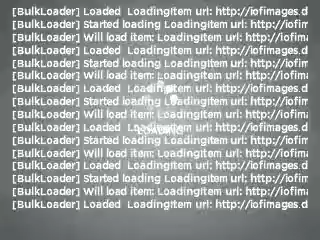 [BulkLoader] Loaded LoadingItem url: http://iofimages.d
[BulkLoader] Started loading LoadingItem url: http://iofir
[BulkLoader] Will load item: LoadingItem url: http://iofim
[BulkLoader] Loaded LoadingItem url: http://iofimages.d
[BulkLoader] Started loading LoadingItem url: http://iofir
[BulkLoader] Will load item: LoadingItem url: http://iofim
[BulkLoader] Loaded LoadingItem url: http://iofimages.d
[BulkLoader] Started loading LoadingItem url: http://iofir
[BulkLoader] Will load item: LoadingItem url: http://iofim
[BulkLoader] Loaded LoadingItem url: http://iofimages.d
[BulkLoader] Started loading LoadingItem url: http://iofir
[BulkLoader] Will load item: LoadingItem url: http://iofim
[BulkLoader] Loaded LoadingItem url: http://iofimages.d
[BulkLoader] Started loading LoadingItem url: http://iofir
[BulkLoader] Will load item: LoadingItem url: http://iofim
[BulkLoader] Loaded LoadingItem url: http://iofimages.d